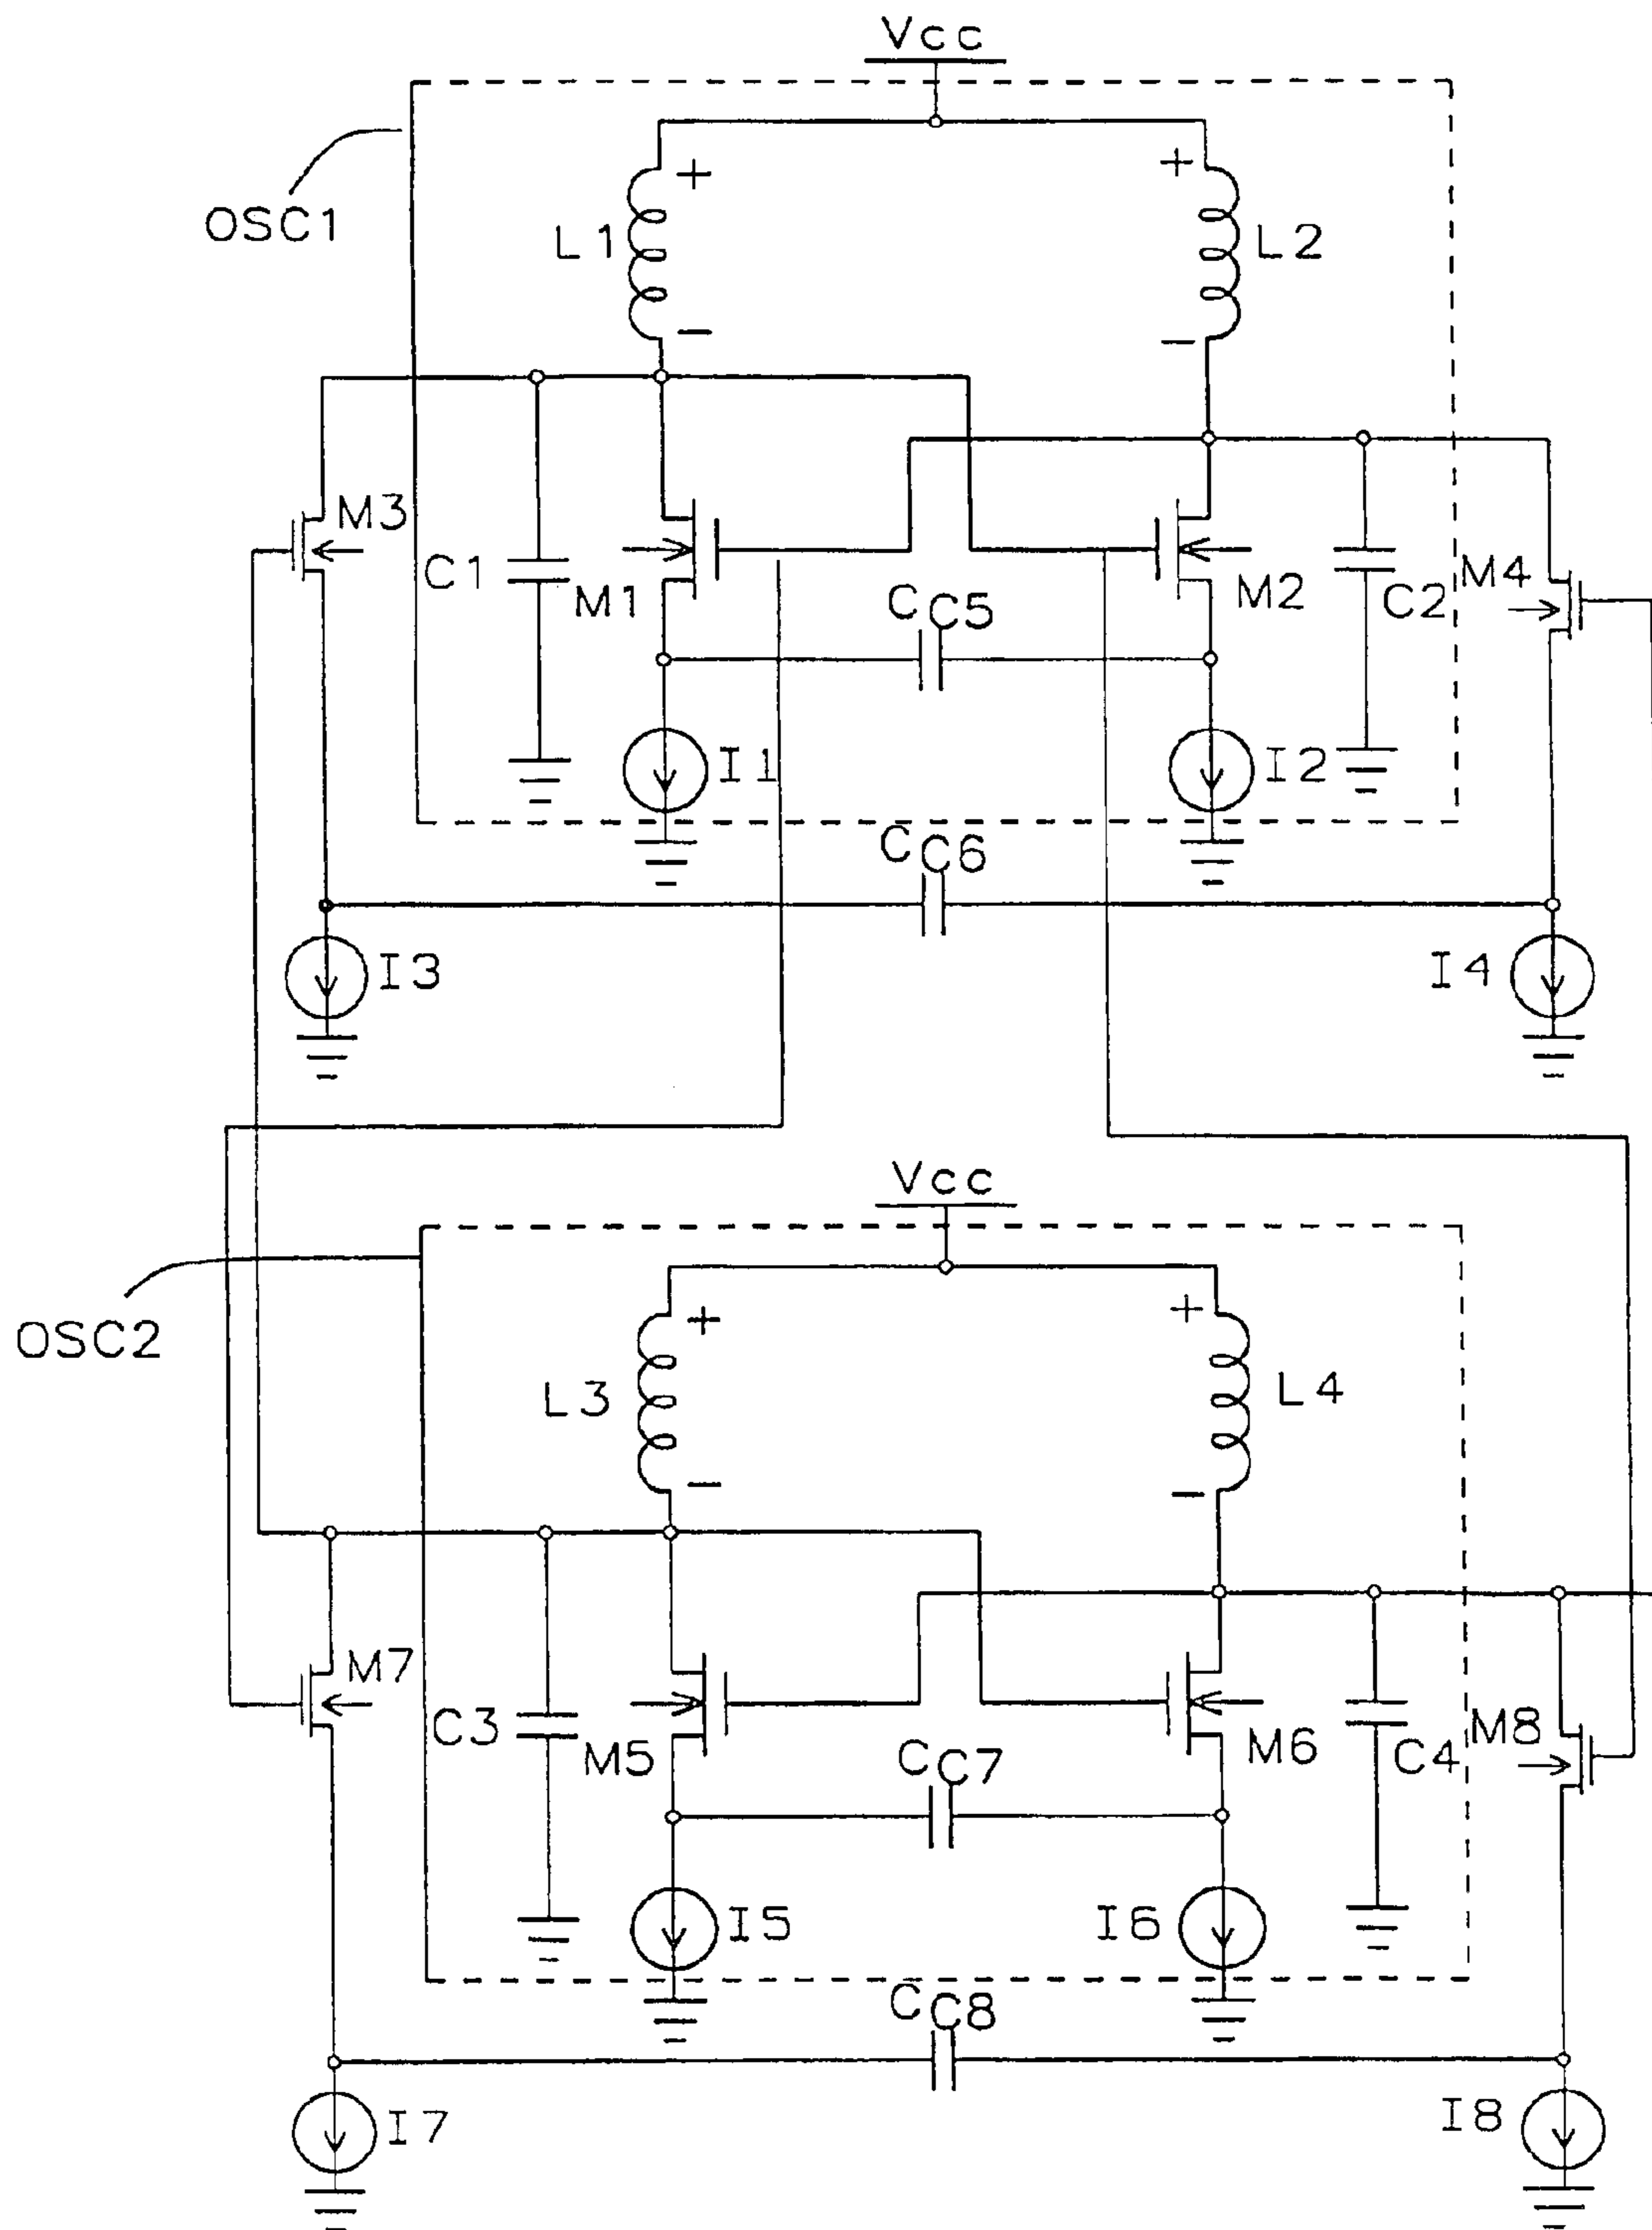 Vcc
OSC1
+
+
L1
L2
−
−
M3
C1
M1
CC5
M2
C2
M4
I1
I2
CC6
I3
I4
Vcc
OSC2
+
+
L3
L4
−
−
M7
C3
M5
CC7
M6
C4
M8
I5
I6
CC8
I7
I8